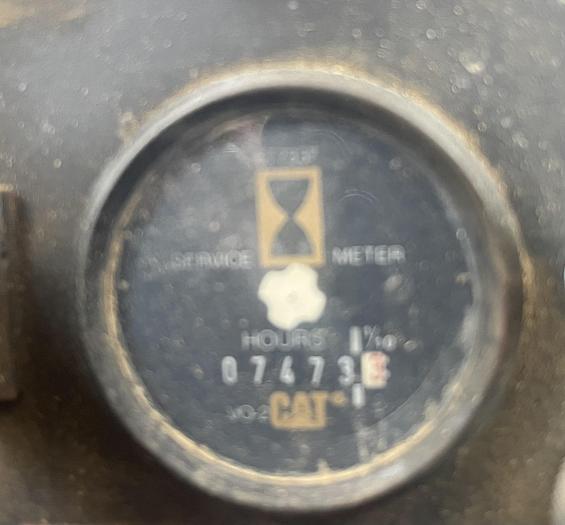 SERVICE METER
HOURS 1/10
07473
CAT